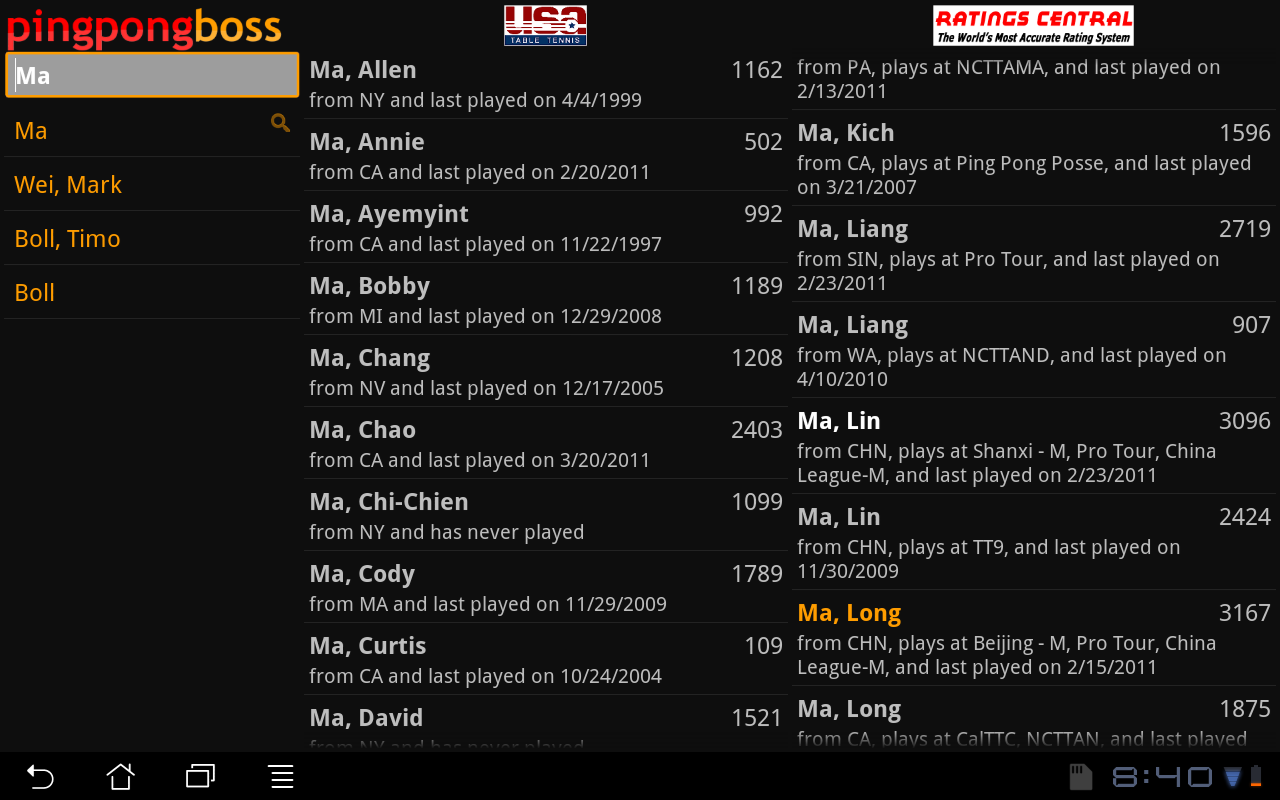 pingpongboss
Ma
Ma
Wei, Mark
Boll, Timo
Boll
USA
TABLE TENNIS
Ma, Allen 1162
from NY and last played on 4/4/1999
Ma, Annie 502
from CA and last played on 2/20/2011
Ma, Ayemyint 992
from CA and last played on 11/22/1997
Ma, Bobby 1189
from MI and last played on 12/29/2008
Ma, Chang 1208
from NV and last played on 12/17/2005
Ma, Chao 2403
from CA and last played on 3/20/2011
Ma, Chi-Chien 1099
from NY and has never played
Ma, Cody 1789
from MA and last played on 11/29/2009
Ma, Curtis 109
from CA and last played on 10/24/2004
Ma, David 1521
from NY and has never played
RATINGS CENTRAL
The World's Most Accurate Rating System
from PA, plays at NCTTAMA, and last played on
2/13/2011
Ma, Kich 1596
from CA, plays at Ping Pong Posse, and last played
on 3/21/2007
Ma, Liang 2719
from SIN, plays at Pro Tour, and last played on
2/23/2011
Ma, Liang 907
from WA, plays at NCTTAND, and last played on
4/10/2010
Ma, Lin 3096
from CHN, plays at Shanxi - M, Pro Tour, China
League-M, and last played on 2/23/2011
Ma, Lin 2424
from CHN, plays at TT9, and last played on
11/30/2009
Ma, Long 3167
from CHN, plays at Beijing - M, Pro Tour, China
League-M, and last played on 2/15/2011
Ma, Long 1875
from CA, plays at CalTTC, NCTTAN, and last played
8:40